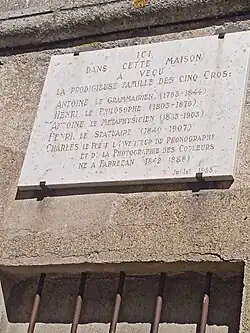 ICI
DANS CETTE MAISON
A VECU
LA PRODIGIEUSE FAMILLE DES CINQ CROS:
ANTOINE LE GRAMMAIRIEN (1769-1844)
HENRI LE PHILOSOPHE (1803-1876)
ANTOINE LE METAPHYSICIEN (1833-1903)
HENRI LE STATUAIRE (1840-1907)
CHARLES LE POÈTE L'INVENTEUR DU PHONOGRAPHE
ET DE LA PHOTOGRAPHIE DES COULEURS
NÉ A FABREZAN (1842-1888)
Juillet 1955